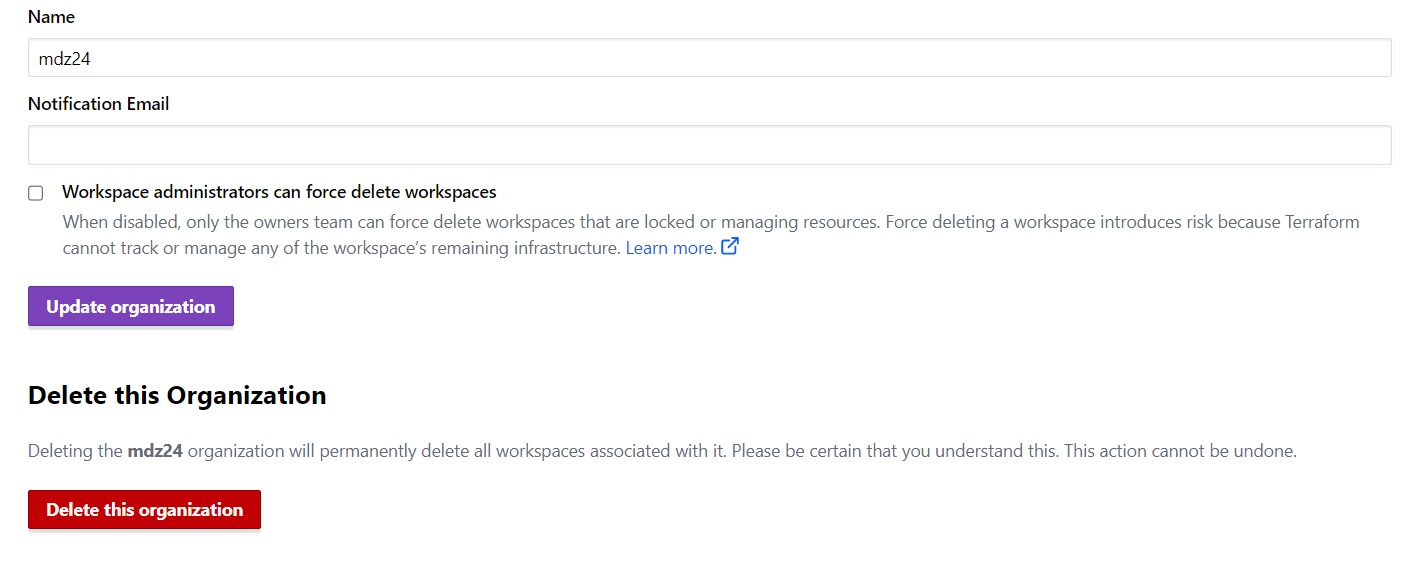 Name
mdz24
Notification Email
Workspace administrators can force delete workspaces
When disabled, only the owners team can force delete workspaces that are locked or managing resources. Force deleting a workspace introduces risk because Terraform
cannot track or manage any of the workspace’s remaining infrastructure. Learn more.
Update organization
Delete this Organization
Deleting the mdz24 organization will permanently delete all workspaces associated with it. Please be certain that you understand this. This action cannot be undone.
Delete this organization